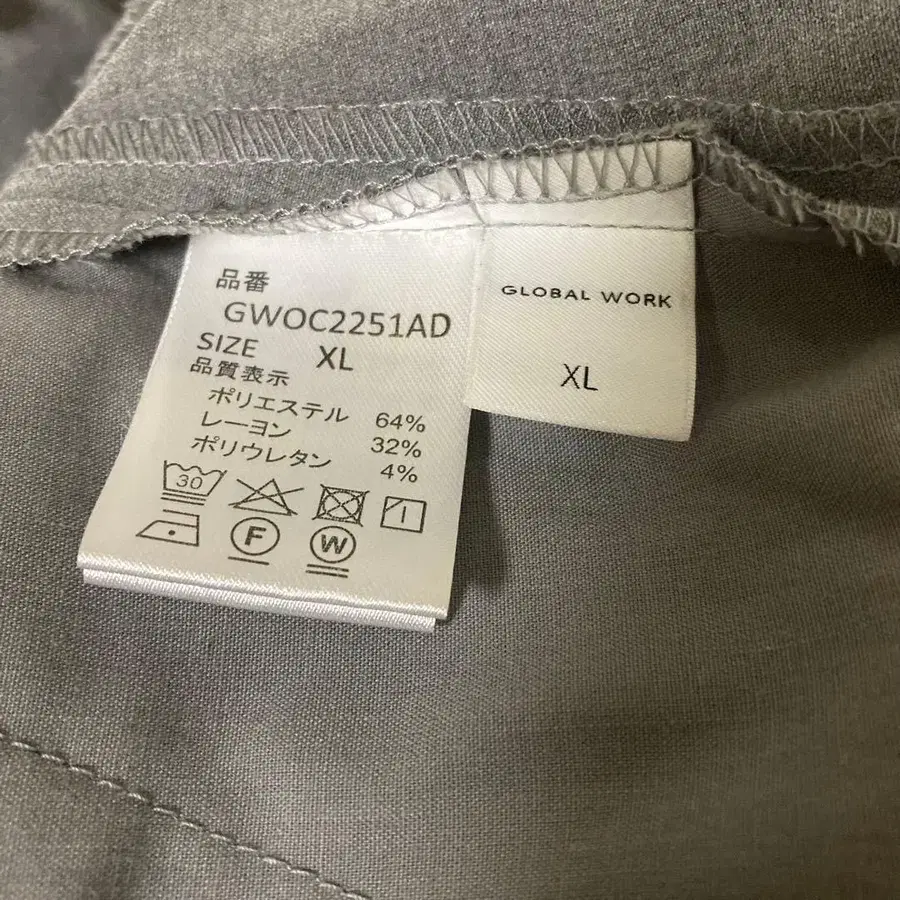 品番
GWOC2251AD
SIZE XL
品質表示
ポリエステル 64%
レーヨン 32%
ポリウレタン 4%
30
F
W
GLOBAL WORK
XL